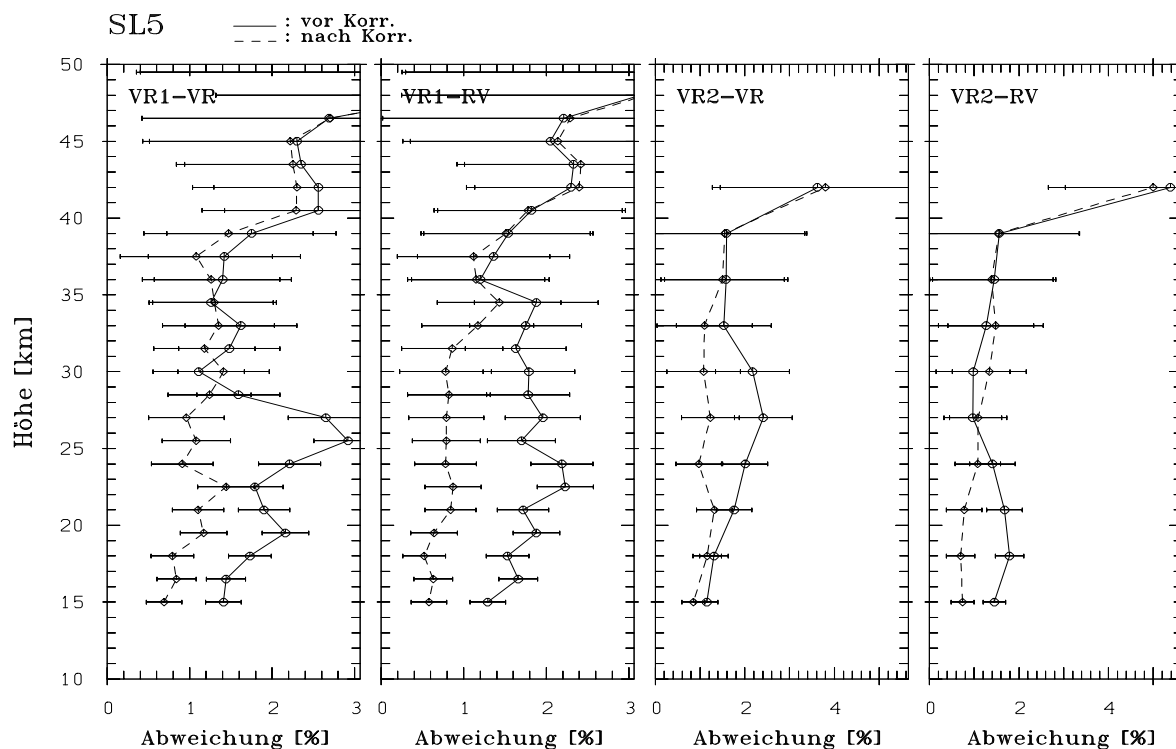 SL5
: vor Korr.
: nach Korr.
VR1-VR
VR1-RV
VR2-VR
VR2-RV
50
45
40
35
30
25
20
15
10
Höhe [km]
0 1 2 3
0 1 2 3
0 2 4
0 2 4
Abweichung [%]
Abweichung [%]
Abweichung [%]
Abweichung [%]